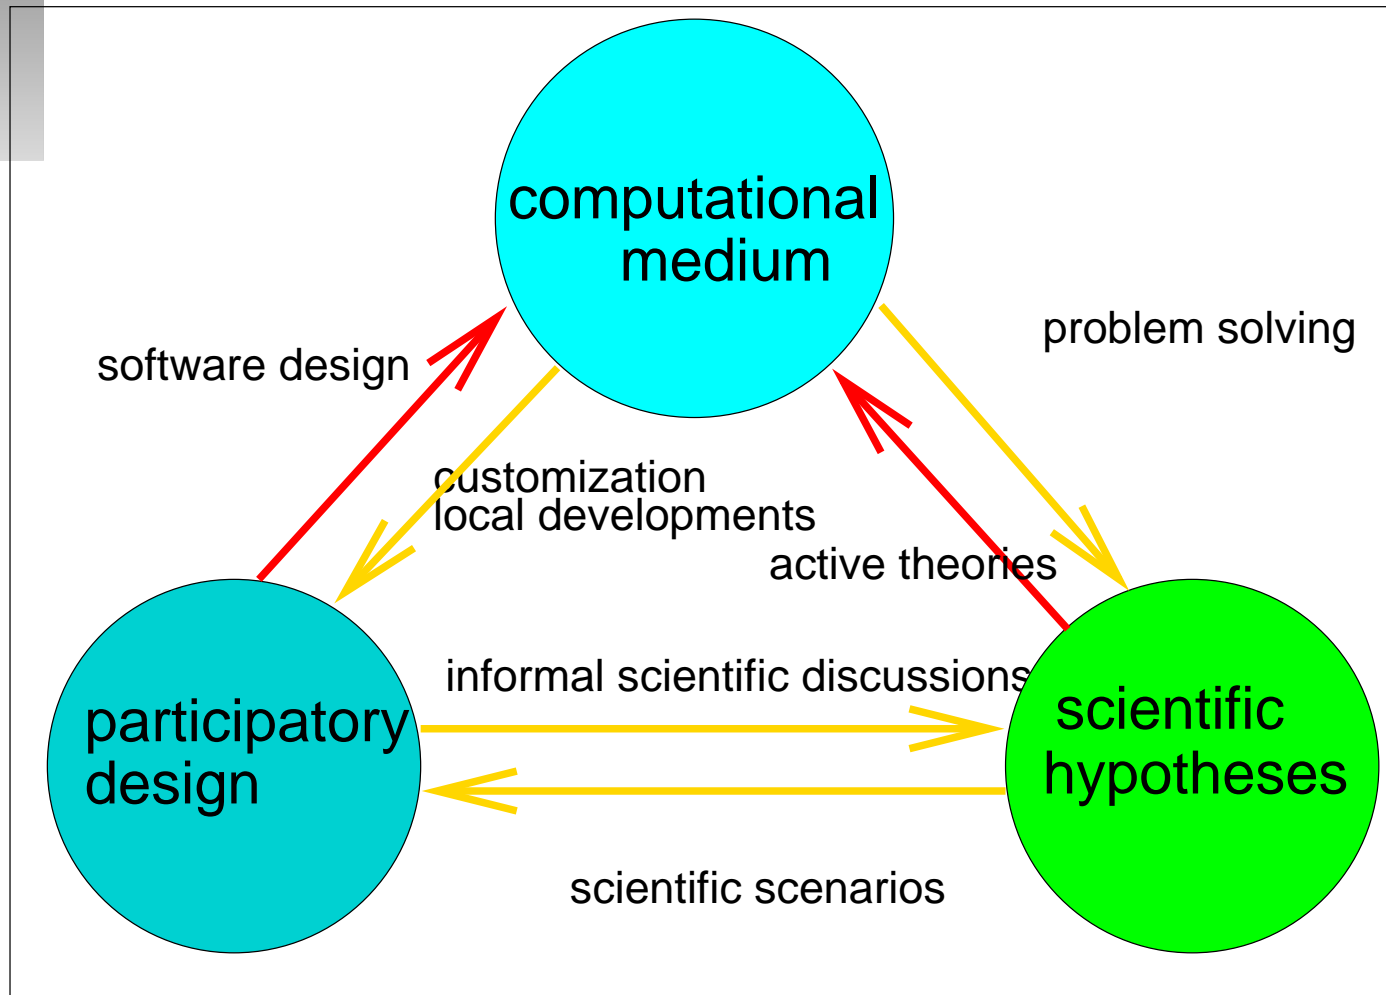 computational
medium
problem solving
software design
customization
local developments
active theories
informal scientific discussions
participatory
design
scientific
hypotheses
scientific scenarios